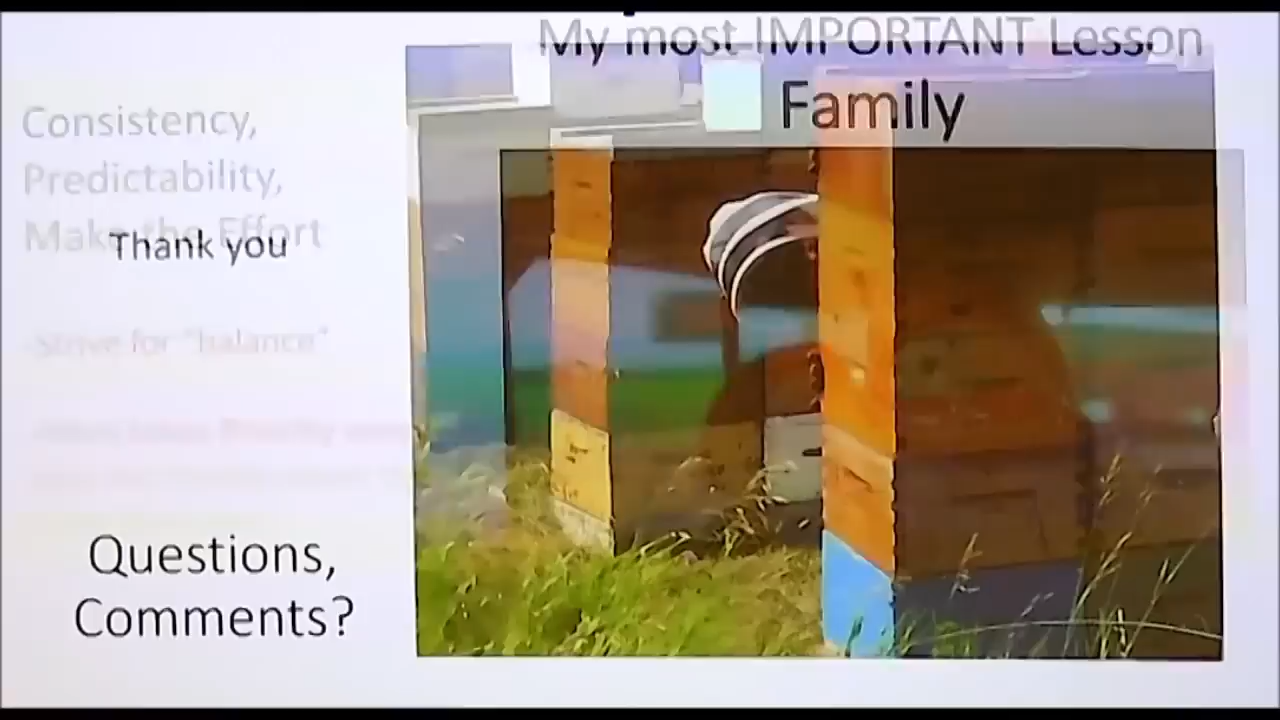 My most IMPORTANT Lesson
Family
Consistency,
Predictability,
Make the Effort
Thank you
Strive for "balance"
Questions,
Comments?